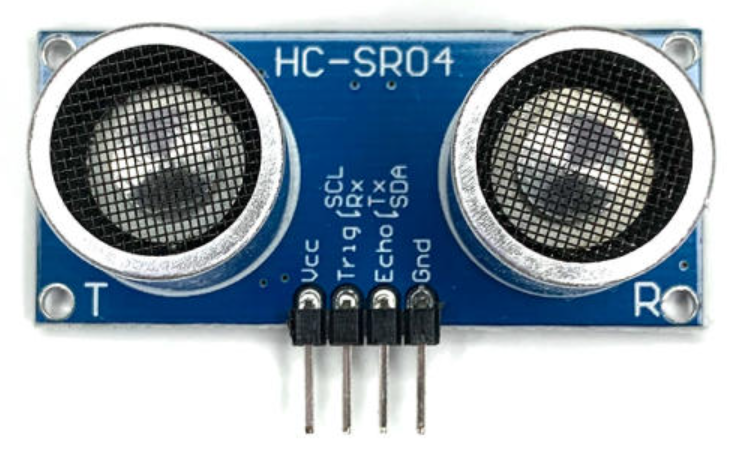 HC-SR04
Vcc
Trig SCL Rx
Echo Tx SDA
Gnd
T
R